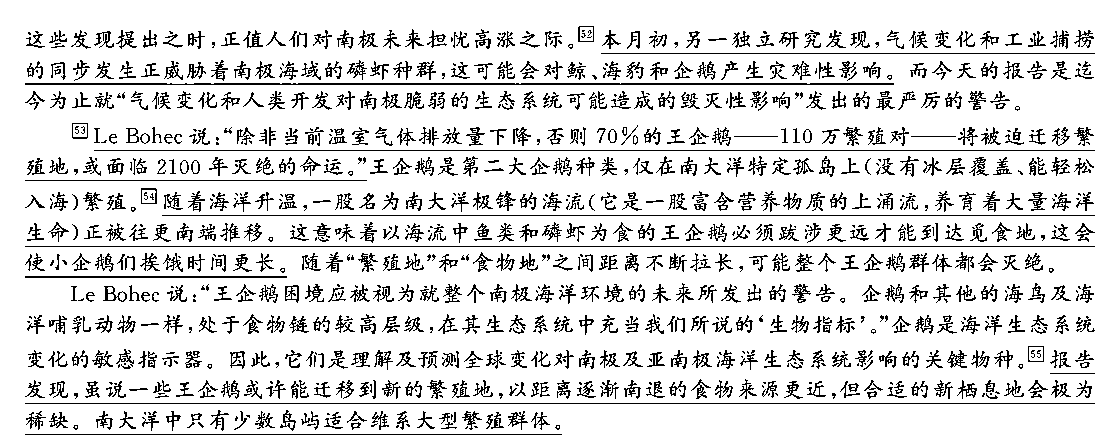 这些发现提出之时,正值人们对南极未来担忧高涨之际。52本月初,另一独立研究发现,气候变化和工业捕捞
的同步发生正威胁着南极海域的磷虾种群,这可能会对鲸、海豹和企鹅产生灾难性影响。而今天的报告是迄
今为止就“气候变化和人类开发对南极脆弱的生态系统可能造成的毁灭性影响”发出的最严厉的警告。
53Le Bohec 说:“除非当前温室气体排放量下降,否则 70%的王企鹅——110 万繁殖对——将被迫迁移繁
殖地,或面临 2100 年灭绝的命运。”王企鹅是第二大企鹅种类,仅在南大洋特定孤岛上(没有冰层覆盖、能轻松
入海)繁殖。54随着海洋升温,一股名为南大洋极锋的海流(它是一股富含营养物质的上涌流,养育着大量海洋
生命)正被往更南端推移。这意味着以海流中鱼类和磷虾为食的王企鹅必须跋涉更远才能到达觅食地,这会
使小企鹅们挨饿时间更长。随着“繁殖地”和“食物地”之间距离不断拉长,可能整个王企鹅群体都会灭绝。
Le Bohec 说:“王企鹅困境应被视为就整个南极海洋环境的未来所发出的警告。企鹅和其他的海鸟及海
洋哺乳动物一样,处于食物链的较高层级,在其生态系统中充当我们所说的‘生物指标’。”企鹅是海洋生态系统
变化的敏感指示器。因此,它们是理解及预测全球变化对南极及亚南极海洋生态系统影响的关键物种。55报告
发现,虽说一些王企鹅或许能迁移到新的繁殖地,以距离逐渐南退的食物来源更近,但合适的新栖息地会极为
稀缺。南大洋中只有少数岛屿适合维系大型繁殖群体。